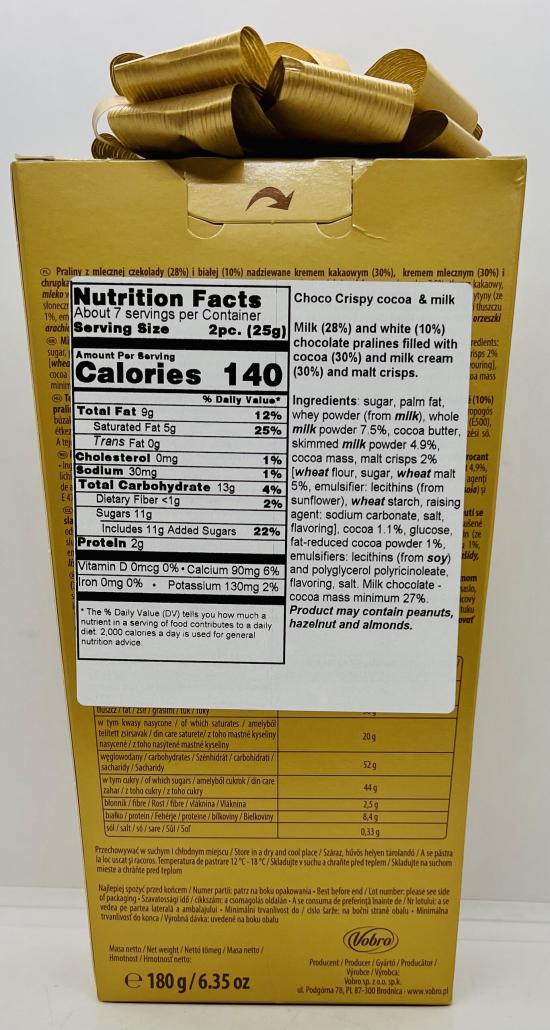 PL Praliny z mlecznej czekolady (28%) i białej (10%) nadziewane kremem kakaowym (30%), kremem mlecznym (30%) i
chrupka
kakaowy,
mleko
tłuszczu
1%, em
orzeszki
arachid
Nutrition Facts
About 7 servings per Container
Serving Size 2pc. (25g)
Amount Per Serving
Calories 140
% Daily Value*
Total Fat 9g 12%
Saturated Fat 5g 25%
Trans Fat 0g
Cholesterol 0mg 1%
Sodium 30mg 1%
Total Carbohydrate 13g 4%
Dietary Fiber <1g 2%
Sugars 11g
Includes 11g Added Sugars 22%
Protein 2g
Vitamin D 0mcg 0% • Calcium 90mg 6%
Iron 0mg 0% • Potassium 130mg 2%
* The % Daily Value (DV) tells you how much a
nutrient in a serving of food contributes to a daily
diet. 2,000 calories a day is used for general
nutrition advice.
Choco Crispy cocoa & milk
Milk (28%) and white (10%)
chocolate pralines filled with
cocoa (30%) and milk cream
(30%) and malt crisps.
Ingredients: sugar, palm fat,
whey powder (from milk), whole
milk powder 7.5%, cocoa butter,
skimmed milk powder 4.9%,
cocoa mass, malt crisps 2%
[wheat flour, sugar, wheat malt
5%, emulsifier: lecithins (from
sunflower), wheat starch, raising
agent: sodium carbonate, salt,
flavoring], cocoa 1.1%, glucose,
fat-reduced cocoa powder 1%,
emulsifiers: lecithins (from soy)
and polyglycerol polyricinoleate,
flavoring, salt. Milk chocolate -
cocoa mass minimum 27%.
Product may contain peanuts,
hazelnut and almonds.
tłuszcz / fat / zsír / grăsimi / tuk / Tuky
w tym kwasy nasycone / of which saturates / amelyből
telített zsírsavak / din care saturete/ z toho mastné kyseliny
nasycené / z toho nasýtené mastné kyseliny
20 g
węglowodany / carbohydrates / Szénhidrát / carbohidrati /
sacharidy / Sacharidy
52 g
w tym cukry / of which sugars / amelyből cukrok / din care
zahar / z toho cukry / z toho cukry
44 g
błonnik / fibre / Rost / fibre / vláknina / Vláknina
2,5 g
białko / protein / Fehérje / proteine / bílkoviny / Bielkoviny
8,4 g
sól / salt / só / sare / Sůl / Soľ
0,33 g
Przechowywać w suchym i chłodnym miejscu / Store in a dry and cool place / Száraz, hűvös helyen tárolandó / A se păstra
la loc uscat și racoros. Temperatura de pastrare 12 °C - 18 °C / Skladujte v suchu a chraňte před teplem / Skladujte na suchom
mieste a chráňte pred teplom
Najlepiej spożyć przed końcem / Numer partii: patrz na boku opakowania • Best before end / Lot number: please see side
of packaging • Szavatossági idő / cikkszám: a csomagolás oldalán • A se consuma de preferință înainte de / Nr lotului: a se
vedea pe partea laterală a ambalajului • Minimální trvanlivost do / číslo šarže: na boční straně obalu • Minimálna
trvanlivosť do konca / Výrobná dávka: uvedené na boku obalu
Masa netto / Net weight / Nettó tömeg / Masa netto /
Hmotnost / Hmotnosť netto:
℮ 180 g / 6.35 oz
Vobro
Producent / Producer / Gyártó / Producător /
Výrobce / Výrobca:
Vobro sp. z o.o. sp.k.
ul. Podgórna 78, PL 87-300 Brodnica · www.vobro.pl